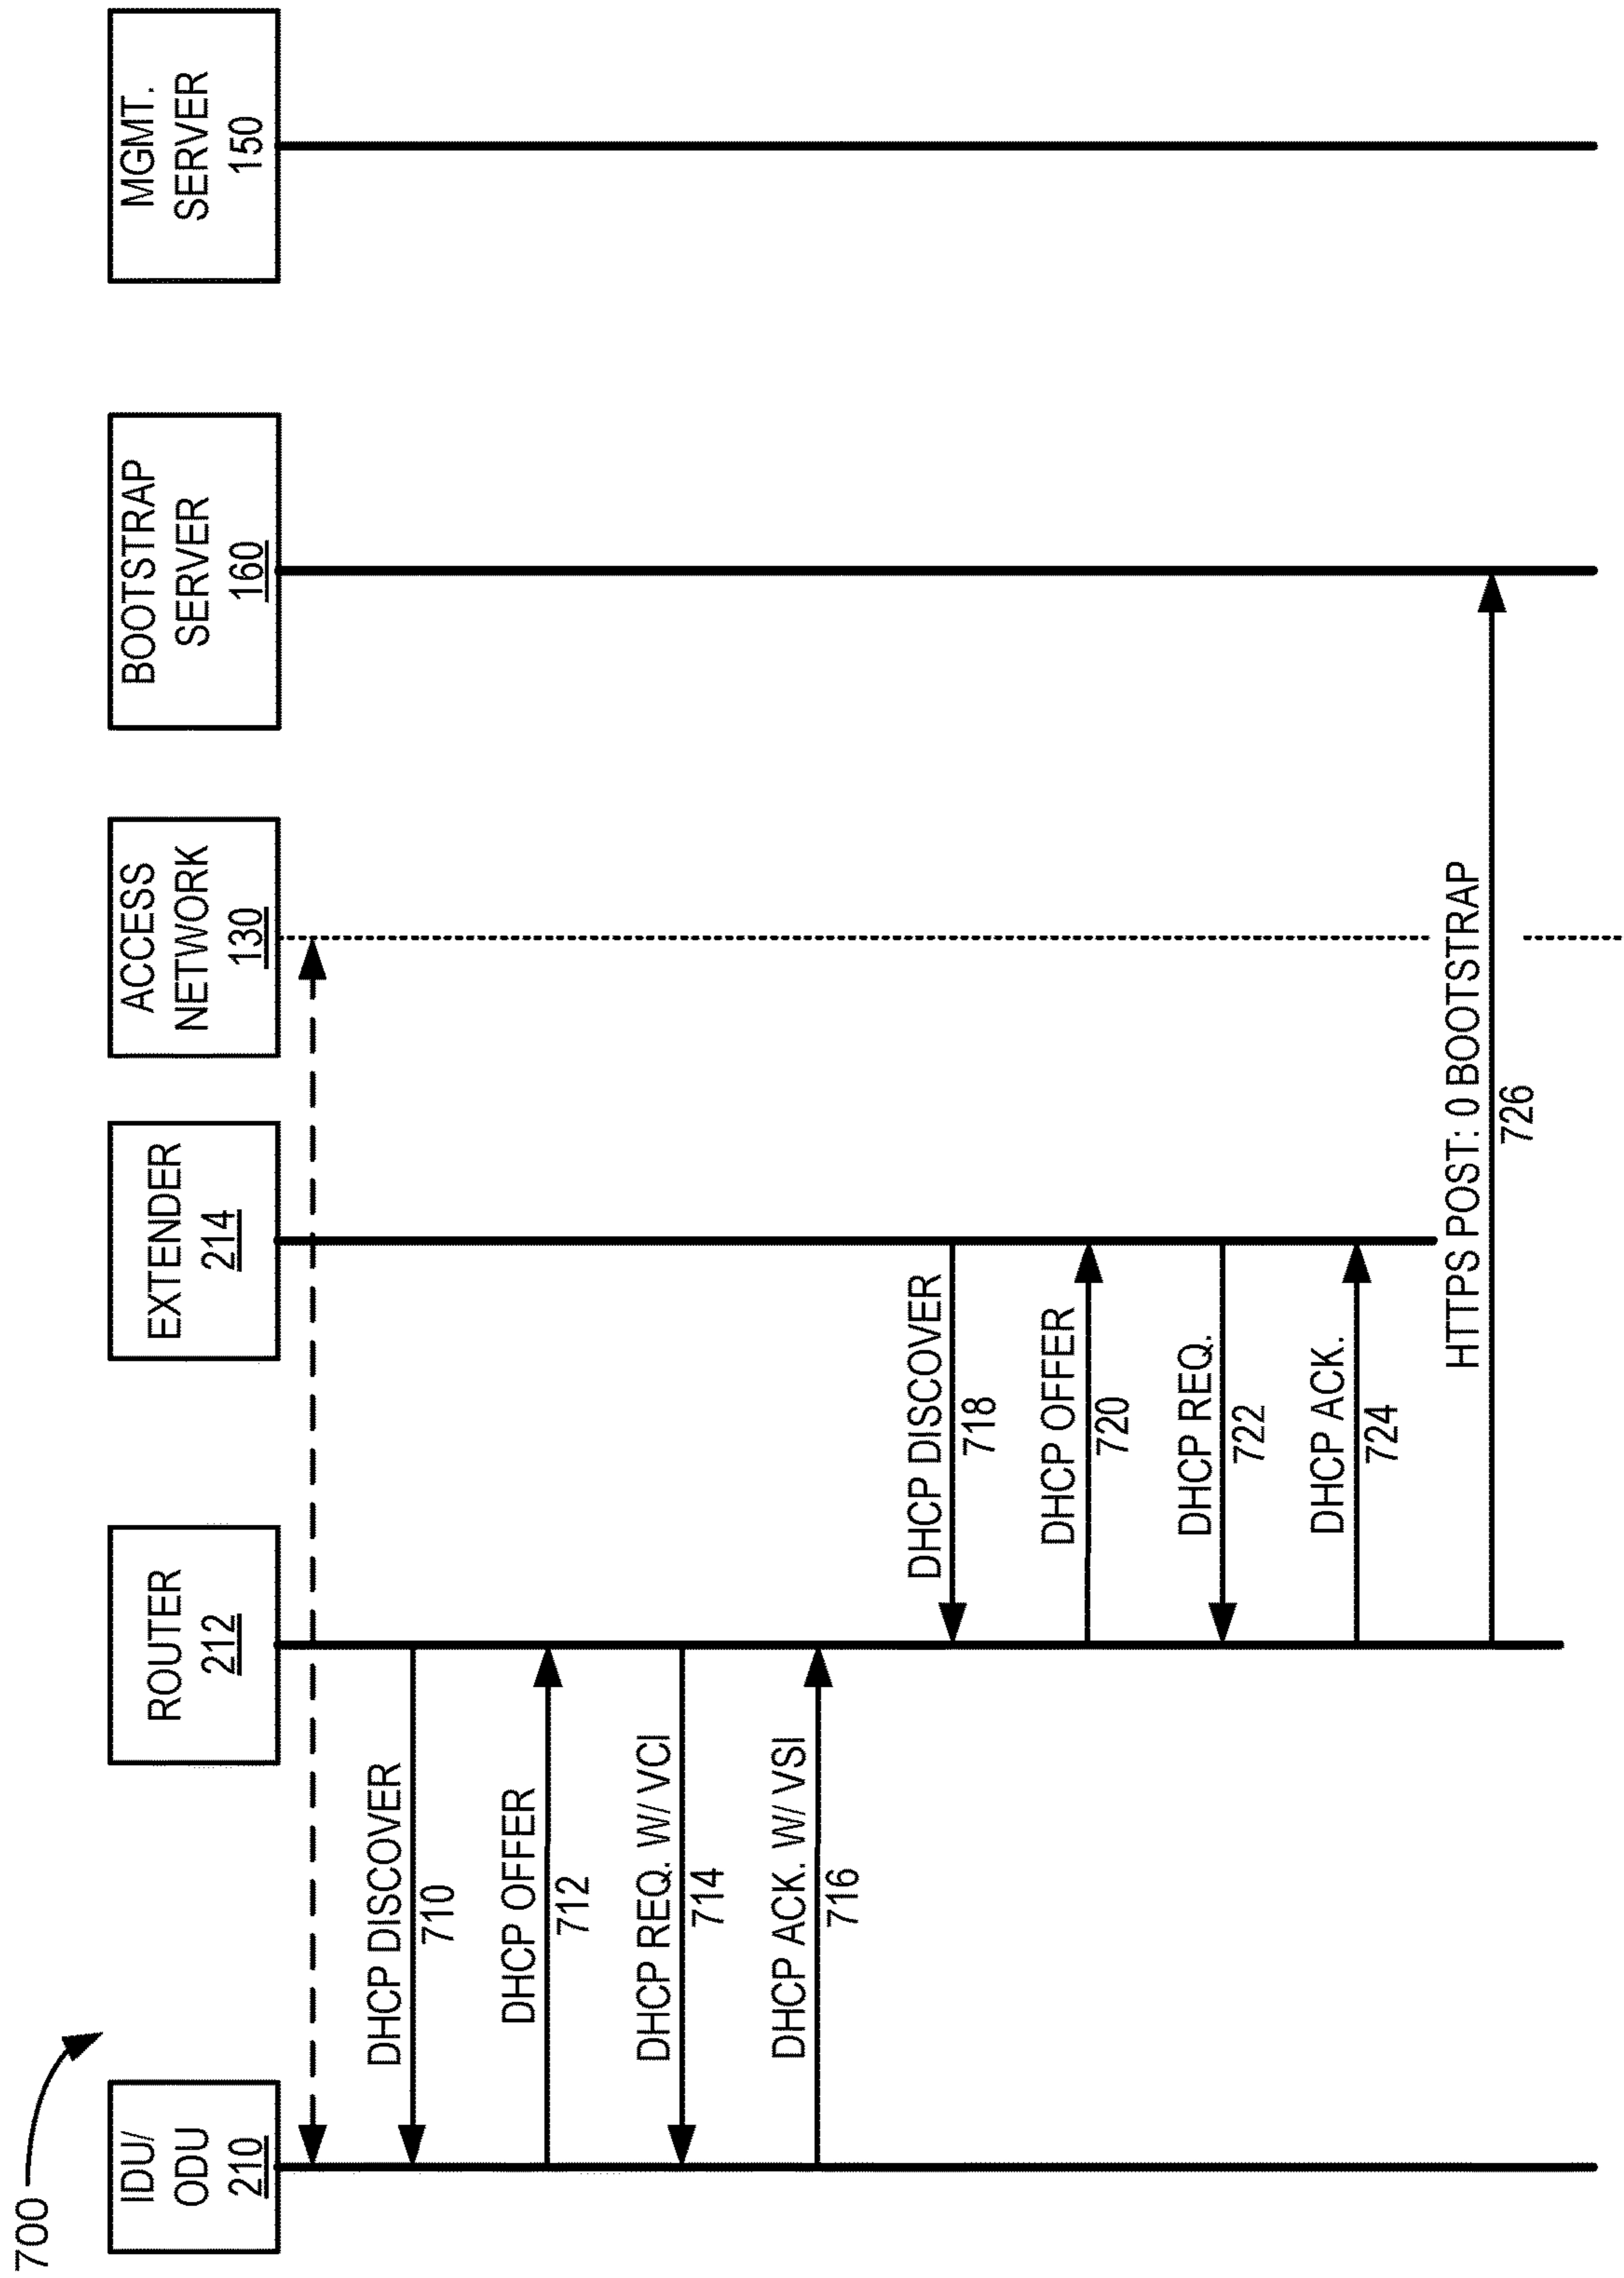 700
IDU/
ODU
210
ROUTER
212
EXTENDER
214
ACCESS
NETWORK
130
BOOTSTRAP
SERVER
160
MGMT.
SERVER
150
DHCP DISCOVER
710
DHCP OFFER
712
DHCP REQ. W/ VCI
714
DHCP ACK. W/ VSI
716
DHCP DISCOVER
718
DHCP OFFER
720
DHCP REQ.
722
DHCP ACK.
724
HTTPS POST: 0 BOOTSTRAP
726